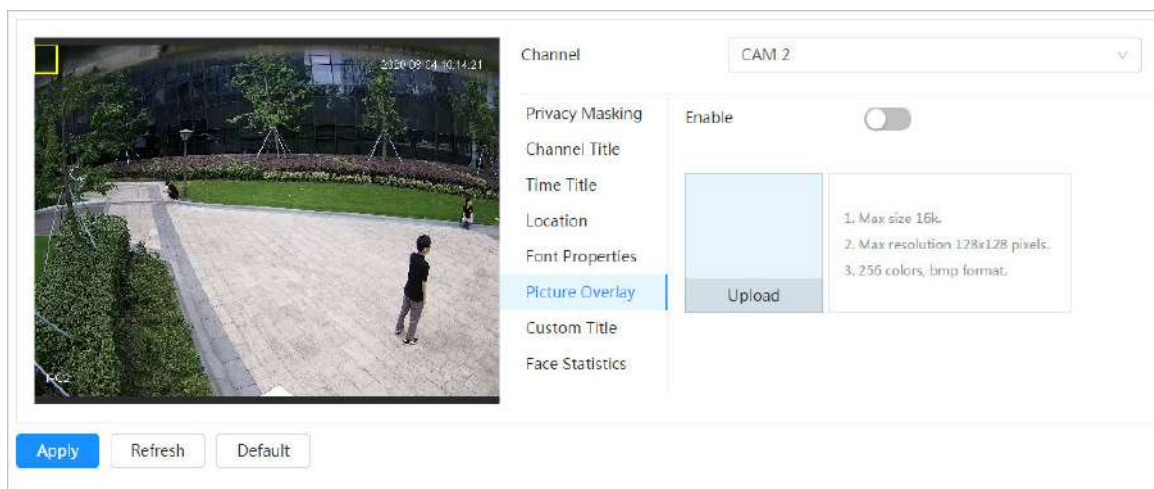 Channel
CAM 2
2020-09-04 10:14:21
Privacy Masking
Enable
Channel Title
Time Title
Location
Font Properties
Picture Overlay
Custom Title
Face Statistics
1. Max size 16k.
2. Max resolution 128x128 pixels.
3. 256 colors, bmp format.
Upload
Apply
Refresh
Default